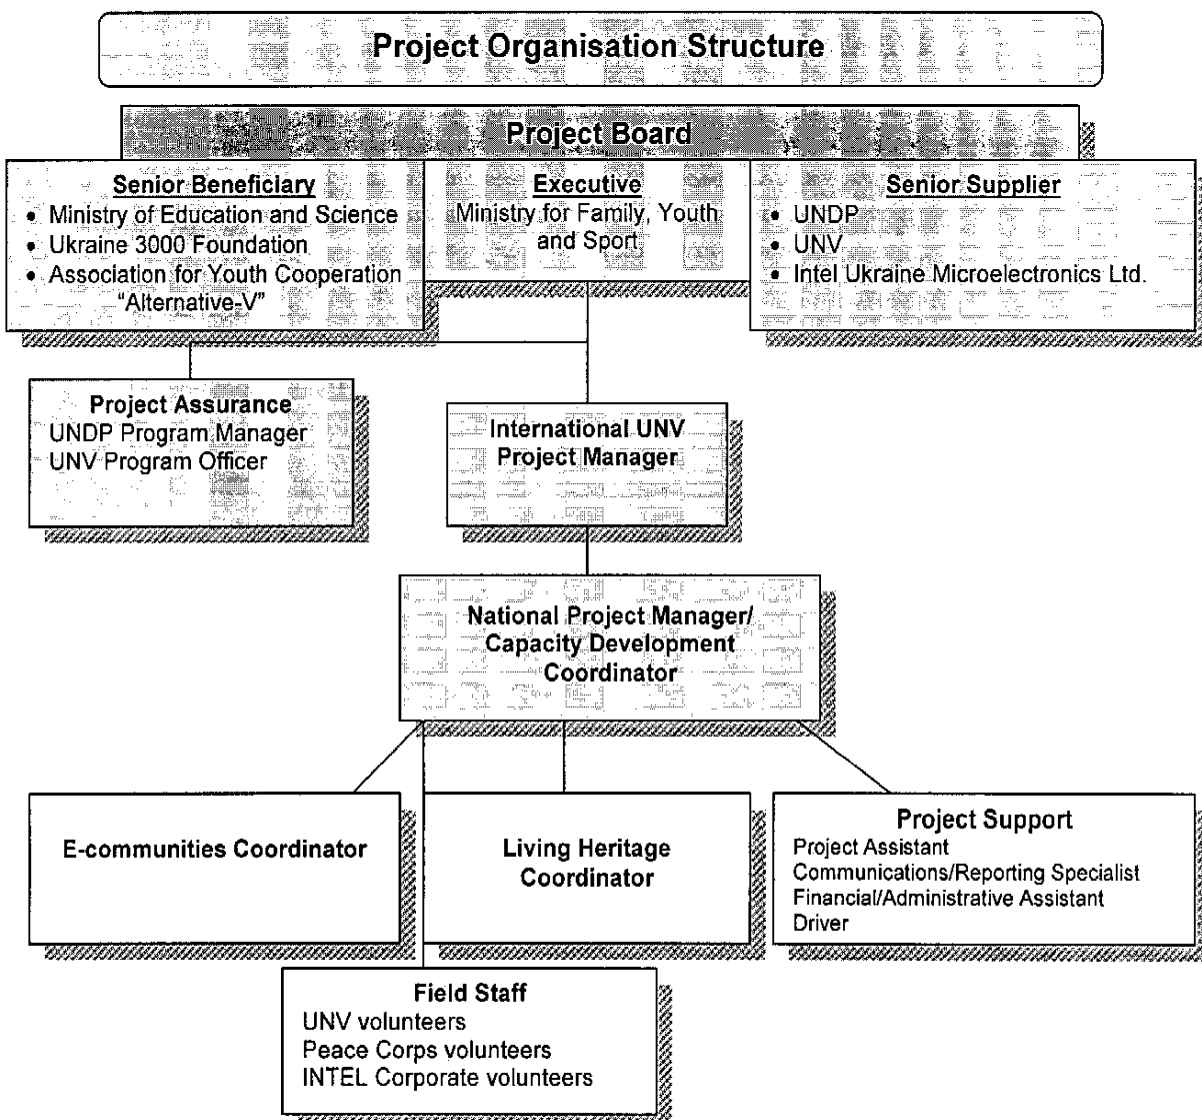 Project Organisation Structure
Project Board
Senior Beneficiary
• Ministry of Education and Science
• Ukraine 3000 Foundation
• Association for Youth Cooperation
“Alternative-V”
Executive
Ministry for Family, Youth
and Sport
Senior Supplier
• UNDP
• UNV
• Intel Ukraine Microelectronics Ltd.
Project Assurance
UNDP Program Manager
UNV Program Officer
International UNV
Project Manager
National Project Manager/
Capacity Development
Coordinator
E-communities Coordinator
Living Heritage
Coordinator
Project Support
Project Assistant
Communications/Reporting Specialist
Financial/Administrative Assistant
Driver
Field Staff
UNV volunteers
Peace Corps volunteers
INTEL Corporate volunteers